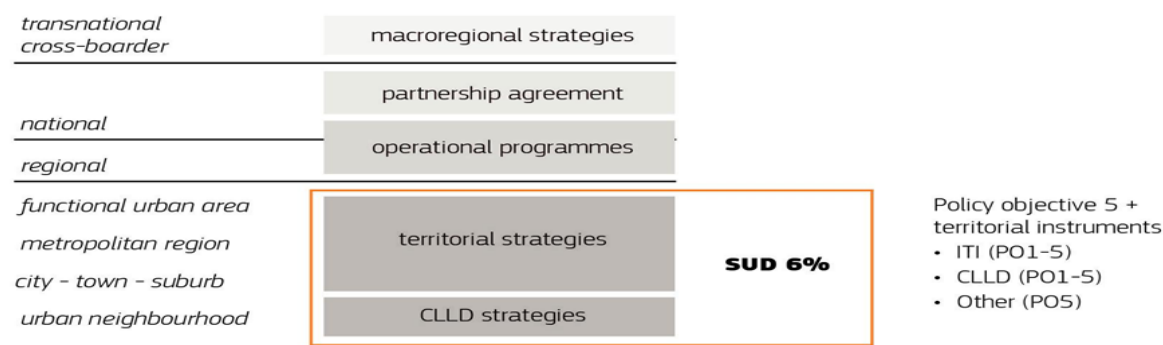 transnational
cross-boarder
macroregional strategies
partnership agreement
national
operational programmes
regional
functional urban area
metropolitan region
city - town - suburb
urban neighbourhood
territorial strategies
CLLD strategies
SUD 6%
Policy objective 5 +
territorial instruments
• ITI (PO1-5)
• CLLD (PO1-5)
• Other (PO5)